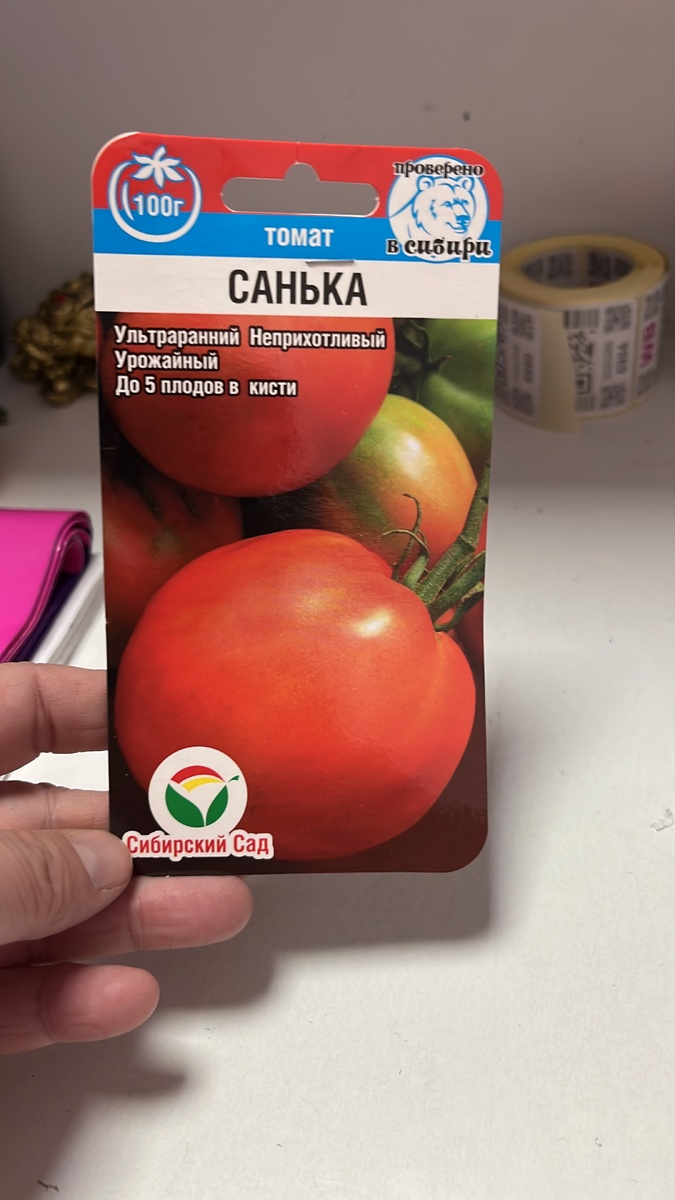 100г
проверено
в сибири
томат
САНЬКА
Ультраранний Неприхотливый
Урожайный
До 5 плодов в кисти
Сибирский Сад